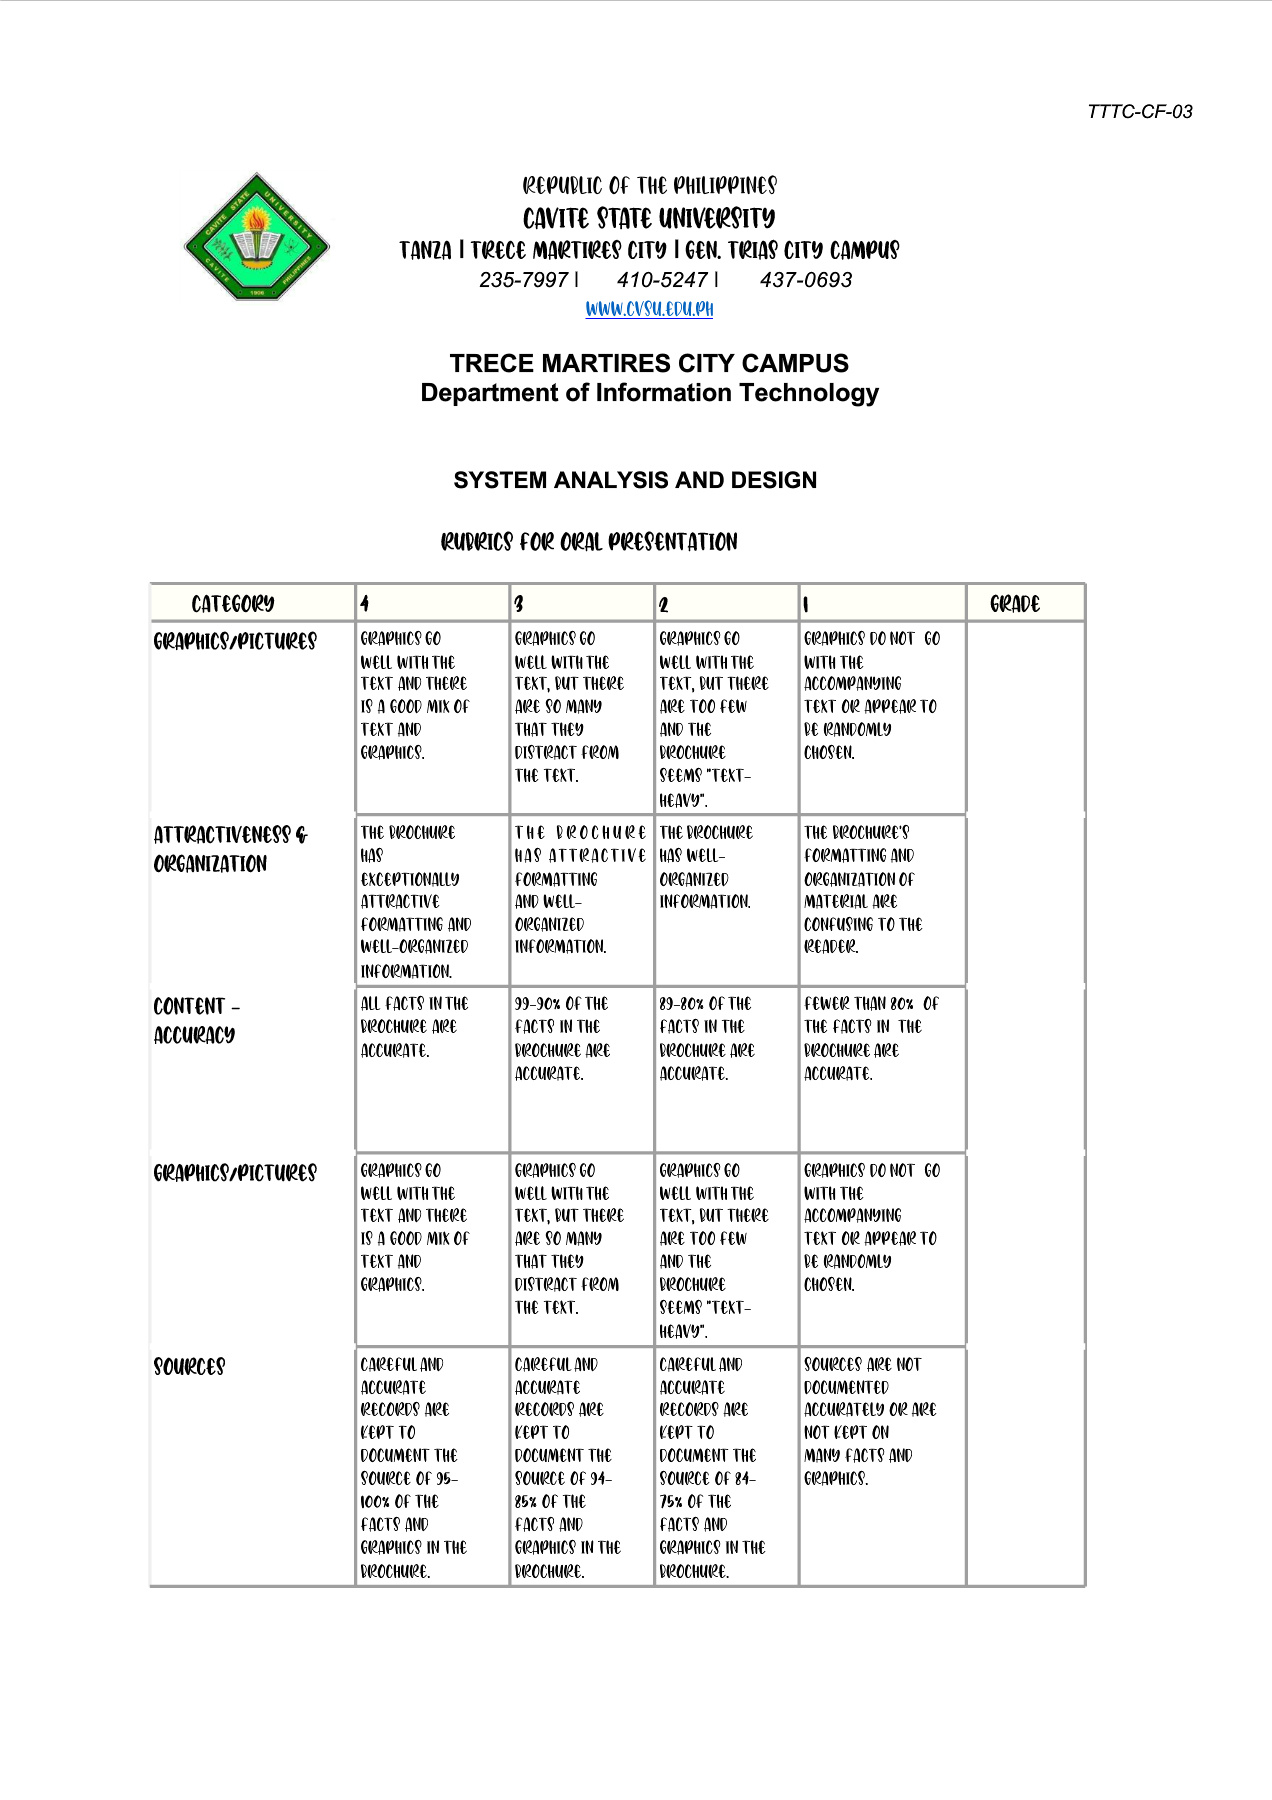 TTTC-CF-03
CAVITE STATE UNIVERSITY
CAVITE PHILIPPINES
1906
REPUBLIC OF THE PHILIPPINES
CAVITE STATE UNIVERSITY
TANZA | TRECE MARTIRES CITY | GEN. TRIAS CITY CAMPUS
235-7997 | 410-5247 | 437-0693
WWW.CVSU.EDU.PH
TRECE MARTIRES CITY CAMPUS
Department of Information Technology
SYSTEM ANALYSIS AND DESIGN
RUBRICS FOR ORAL PRESENTATION
CATEGORY 4 3 2 1 GRADE
GRAPHICS/PICTURES
GRAPHICS GO
WELL WITH THE
TEXT AND THERE
IS A GOOD MIX OF
TEXT AND
GRAPHICS.
GRAPHICS GO
WELL WITH THE
TEXT, BUT THERE
ARE SO MANY
THAT THEY
DISTRACT FROM
THE TEXT.
GRAPHICS GO
WELL WITH THE
TEXT, BUT THERE
ARE TOO FEW
AND THE
BROCHURE
SEEMS "TEXT-
HEAVY".
GRAPHICS DO NOT GO
WITH THE
ACCOMPANYING
TEXT OR APPEAR TO
BE RANDOMLY
CHOSEN.
ATTRACTIVENESS &
ORGANIZATION
THE BROCHURE
HAS
EXCEPTIONALLY
ATTRACTIVE
FORMATTING AND
WELL-ORGANIZED
INFORMATION.
THE BROCHURE
HAS ATTRACTIVE
FORMATTING
AND WELL-
ORGANIZED
INFORMATION.
THE BROCHURE
HAS WELL-
ORGANIZED
INFORMATION.
THE BROCHURE'S
FORMATTING AND
ORGANIZATION OF
MATERIAL ARE
CONFUSING TO THE
READER.
CONTENT -
ACCURACY
ALL FACTS IN THE
BROCHURE ARE
ACCURATE.
99-90% OF THE
FACTS IN THE
BROCHURE ARE
ACCURATE.
89-80% OF THE
FACTS IN THE
BROCHURE ARE
ACCURATE.
FEWER THAN 80% OF
THE FACTS IN THE
BROCHURE ARE
ACCURATE.
GRAPHICS/PICTURES
GRAPHICS GO
WELL WITH THE
TEXT AND THERE
IS A GOOD MIX OF
TEXT AND
GRAPHICS.
GRAPHICS GO
WELL WITH THE
TEXT, BUT THERE
ARE SO MANY
THAT THEY
DISTRACT FROM
THE TEXT.
GRAPHICS GO
WELL WITH THE
TEXT, BUT THERE
ARE TOO FEW
AND THE
BROCHURE
SEEMS "TEXT-
HEAVY".
GRAPHICS DO NOT GO
WITH THE
ACCOMPANYING
TEXT OR APPEAR TO
BE RANDOMLY
CHOSEN.
SOURCES
CAREFUL AND
ACCURATE
RECORDS ARE
KEPT TO
DOCUMENT THE
SOURCE OF 95-
100% OF THE
FACTS AND
GRAPHICS IN THE
BROCHURE.
CAREFUL AND
ACCURATE
RECORDS ARE
KEPT TO
DOCUMENT THE
SOURCE OF 94-
85% OF THE
FACTS AND
GRAPHICS IN THE
BROCHURE.
CAREFUL AND
ACCURATE
RECORDS ARE
KEPT TO
DOCUMENT THE
SOURCE OF 84-
75% OF THE
FACTS AND
GRAPHICS IN THE
BROCHURE.
SOURCES ARE NOT
DOCUMENTED
ACCURATELY OR ARE
NOT KEPT ON
MANY FACTS AND
GRAPHICS.